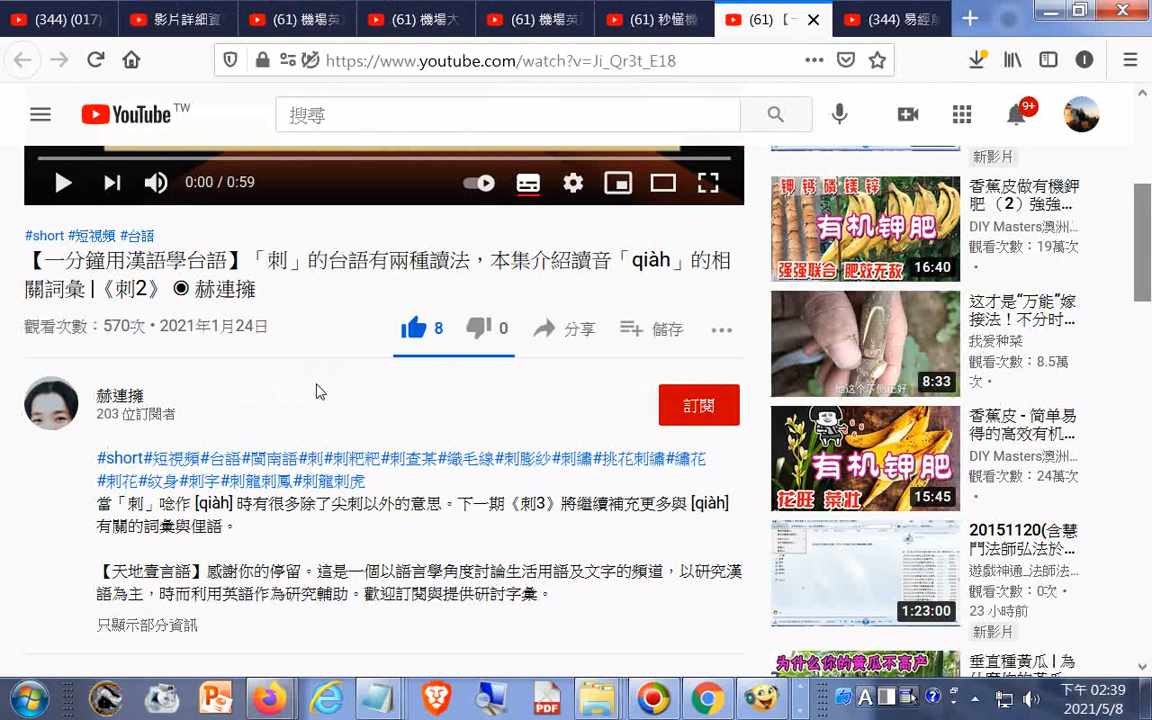 (344) (017)
影片詳細資
(61) 機場英
(61) 機場大
(61) 機場英
(61) 秒懂機
(61) 【一
(344) 易經
https://www.youtube.com/watch?v=Ji_Qr3t_E18
YouTube TW
搜尋
9+
0:00 / 0:59
#short #短視頻 #台語
【一分鐘用漢語學台語】「刺」的台語有兩種讀法，本集介紹讀音「qiàh」的相
關詞彙 |《刺2》 ◉ 赫連擁
觀看次數：570次 • 2021年1月24日
8
0
分享
儲存
赫連擁
203 位訂閱者
訂閱
#short#短視頻#台語#閩南語#刺#刺粑粑#刺查某#織毛線#刺膨紗#刺繡#挑花刺繡#繡花
#刺花#紋身#刺字#刺龍刺鳳#刺龍刺虎
當「刺」唸作 [qiàh] 時有很多除了尖刺以外的意思。下一期《刺3》將繼續補充更多與 [qiàh]
有關的詞彙與俚語。
【天地壹言語】感謝你的停留。這是一個以語言學角度討論生活用語及文字的頻道，以研究漢
語為主，時而利用英語作為研究輔助。歡迎訂閱與提供研討字彙。
只顯示部分資訊
新影片
钾 钙 磷 镁 锌
有机钾肥
强强联合 肥效无敌
16:40
香蕉皮做有機鉀
肥 （2）強強...
DIY Masters澳洲...
觀看次數：19萬次
•
他这个不倒正好
8:33
这才是“万能”嫁
接法！不分时...
我爱种菜
觀看次數：8.5萬
次 •
有机钾肥
花旺 菜壮
15:45
香蕉皮 - 简单易
得的高效有机...
DIY Masters澳洲...
觀看次數：24萬次
•
1:23:00
20151120(含慧
門法師弘法於...
遊戲神通_法師法...
觀看次數：0次 •
23 小時前
新影片
为什么你的黄瓜不高产
垂直種黃瓜 | 為
PDF
A
下午 02:39
2021/5/8